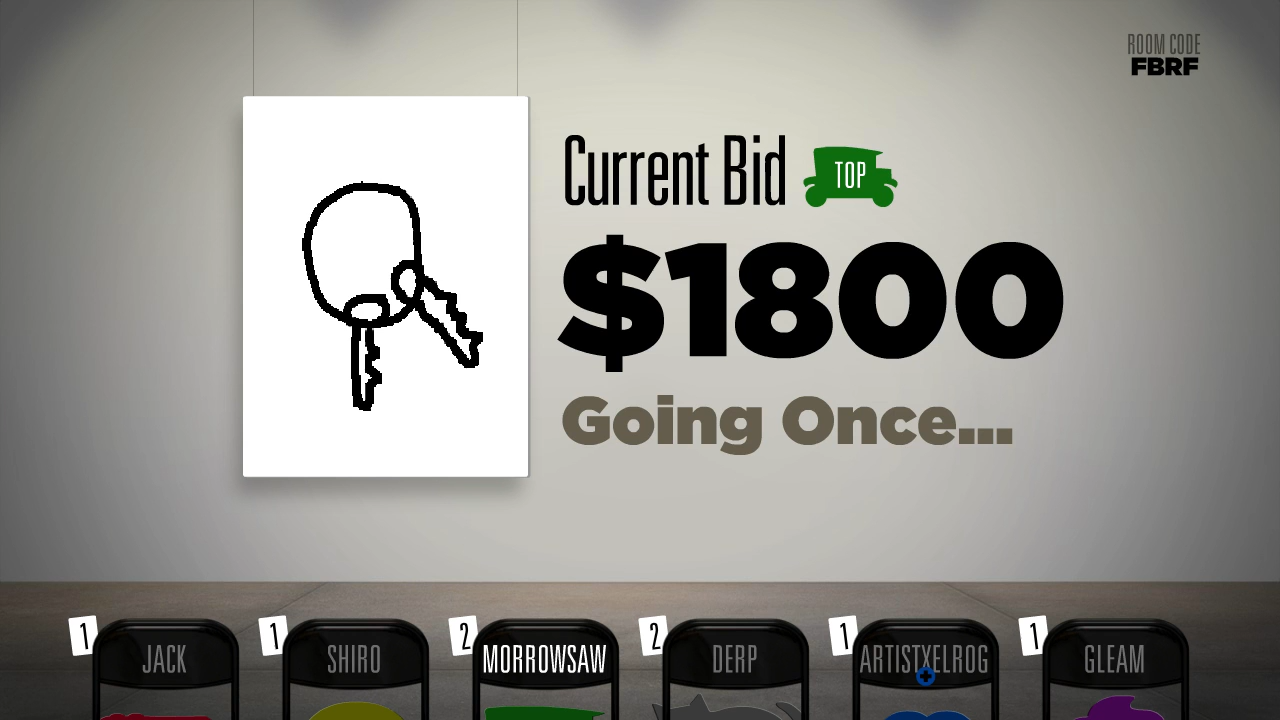 ROOM CODE
FBRF
Current Bid TOP
$1800
Going Once...
1 JACK
1 SHIRO
2 MORROWSAW
2 DERP
1 ARTISTXELROG
1 GLEAM